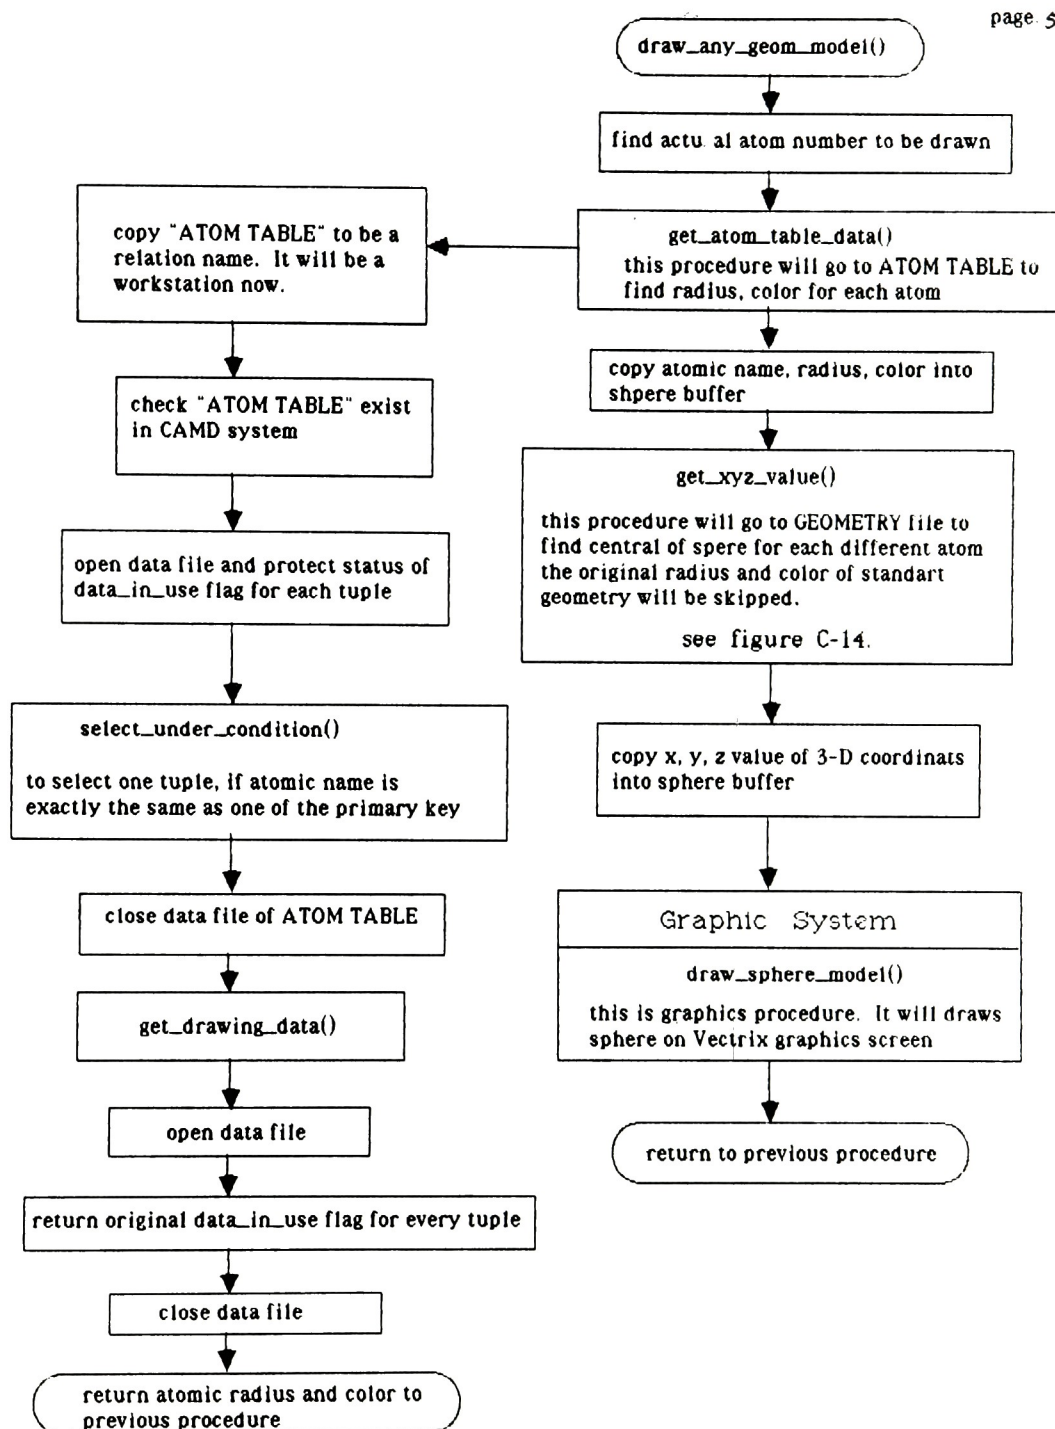 page 5
draw_any_geom_model()
find actu al atom number to be drawn
get_atom_table_data()
this procedure will go to ATOM TABLE to
find radius, color for each atom
copy atomic name, radius, color into
shpere buffer
get_xyz_value()
this procedure will go to GEOMETRY file to
find central of spere for each different atom
the original radius and color of standart
geometry will be skipped.
see figure C-14.
copy x, y, z value of 3-D coordinats
into sphere buffer
Graphic System
draw_sphere_model()
this is graphics procedure. It will draws
sphere on Vectrix graphics screen
return to previous procedure
copy "ATOM TABLE" to be a
relation name. It will be a
workstation now.
check "ATOM TABLE" exist
in CAMD system
open data file and protect status of
data_in_use flag for each tuple
select_under_condition()
to select one tuple, if atomic name is
exactly the same as one of the primary key
close data file of ATOM TABLE
get_drawing_data()
open data file
return original data_in_use flag for every tuple
close data file
return atomic radius and color to
previous procedure